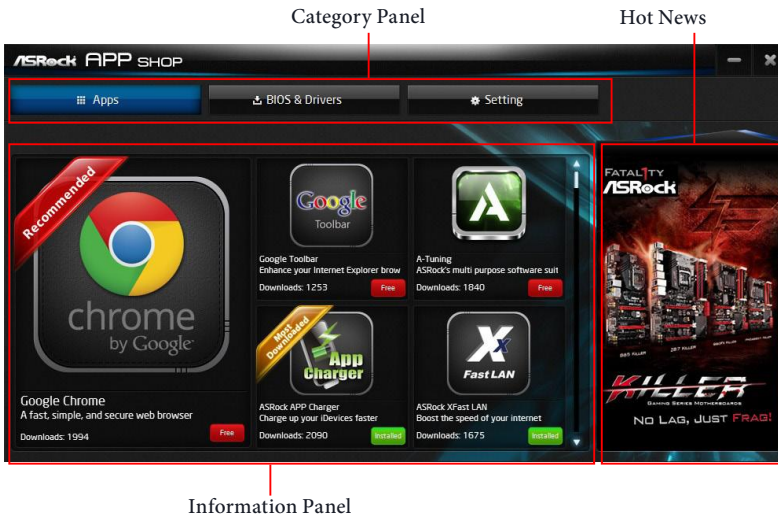 Category Panel
Hot News
ASRock APP SHOP
Apps
BIOS & Drivers
Setting
Recommended
chrome
by Google
Google Chrome
A fast, simple, and secure web browser
Downloads: 1994
Free
Google
Toolbar
Google Toolbar
Enhance your Internet Explorer brow
Downloads: 1253
Free
A-Tuning
ASRock's multi purpose software suit
Downloads: 1840
Free
Most
Downloaded
App
Charger
ASRock APP Charger
Charge up your iDevices faster
Downloads: 2090
Installed
Fast LAN
ASRock XFast LAN
Boost the speed of your internet
Downloads: 1675
Installed
FATAL1TY
ASRock
KILLER
GAMING SERIES MOTHERBOARDS
NO LAG, JUST FRAG!
Information Panel